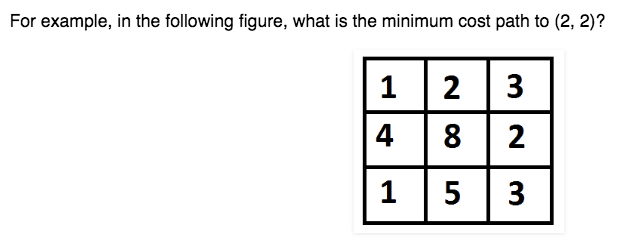 For example, in the following figure, what is the minimum cost path to (2, 2)?
1 2 3
4 8 2
1 5 3